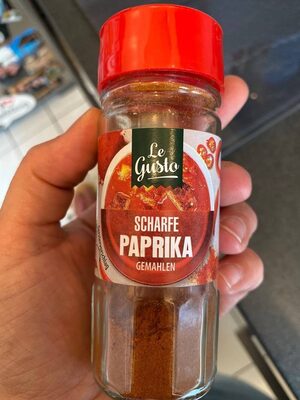 Le
Gusto
SCHARFE
PAPRIKA
GEMAHLEN